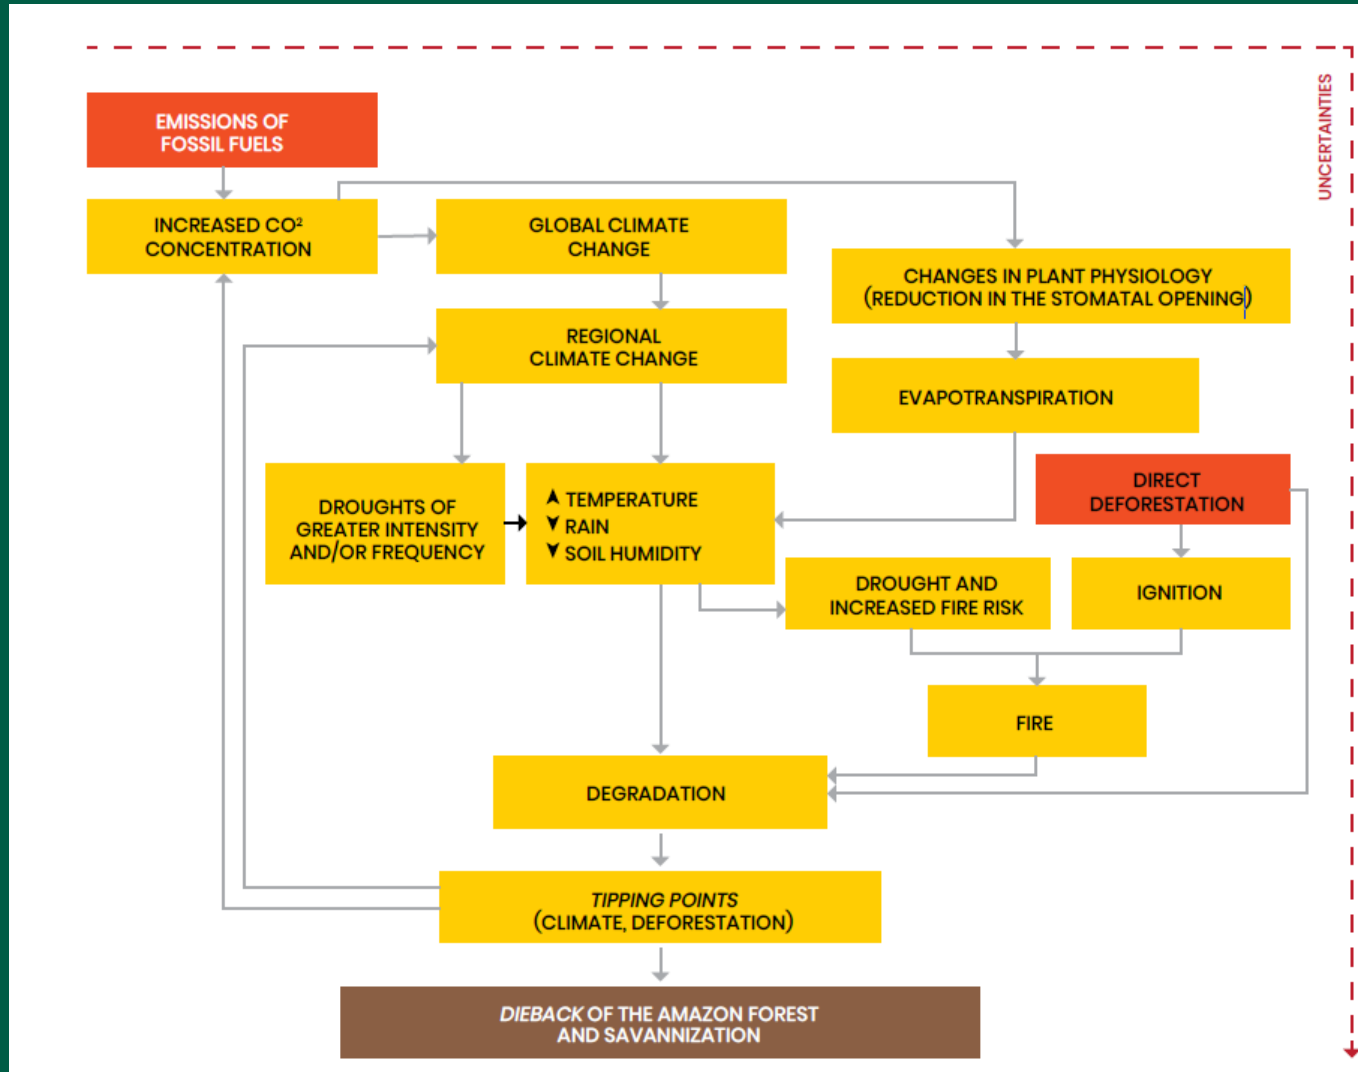 UNCERTAINTIES
EMISSIONS OF
FOSSIL FUELS
INCREASED CO²
CONCENTRATION
GLOBAL CLIMATE
CHANGE
CHANGES IN PLANT PHYSIOLOGY
(REDUCTION IN THE STOMATAL OPENING)
REGIONAL
CLIMATE CHANGE
EVAPOTRANSPIRATION
DROUGHTS OF
GREATER INTENSITY
AND/OR FREQUENCY
TEMPERATURE
RAIN
SOIL HUMIDITY
DIRECT
DEFORESTATION
DROUGHT AND
INCREASED FIRE RISK
IGNITION
FIRE
DEGRADATION
TIPPING POINTS
(CLIMATE, DEFORESTATION)
DIEBACK OF THE AMAZON FOREST
AND SAVANNIZATION